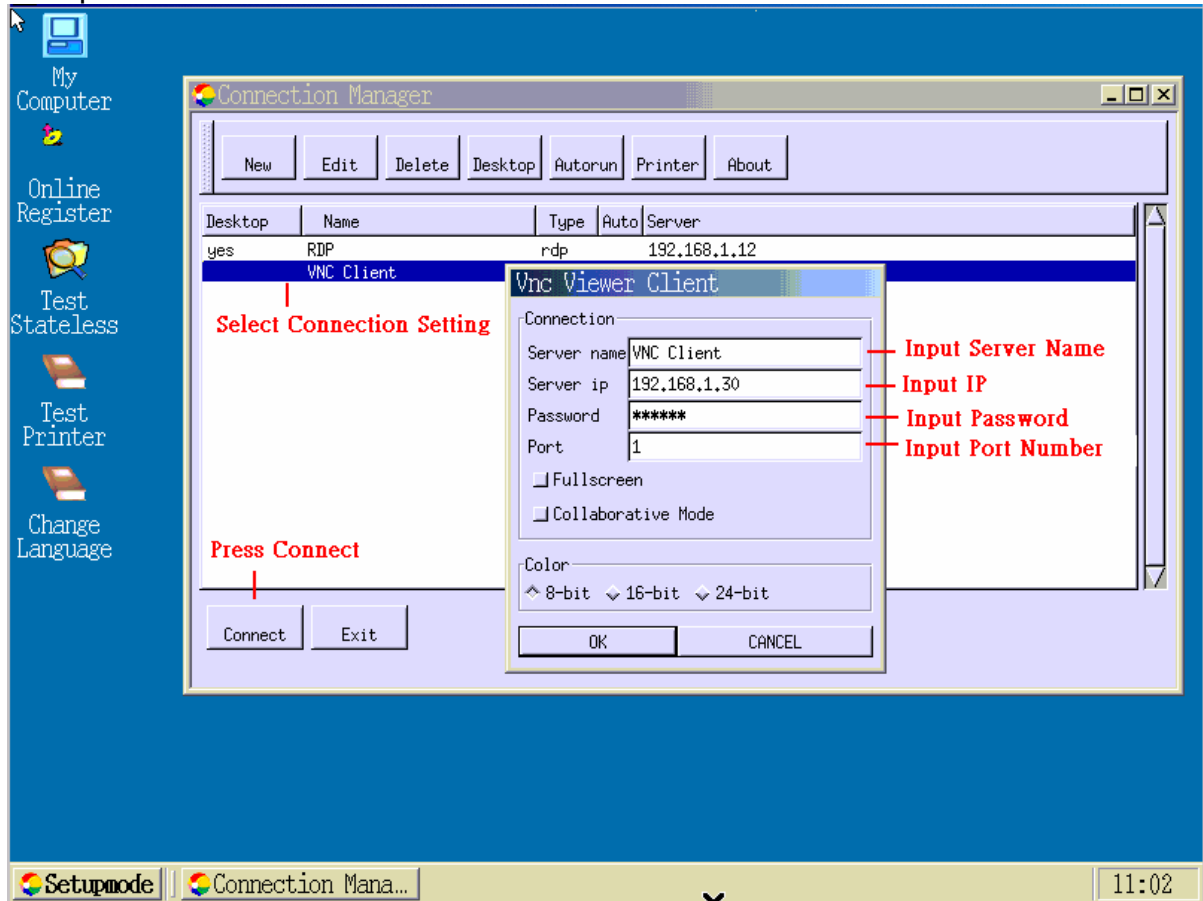 My
Computer
Online
Register
Test
Stateless
Test
Printer
Change
Language
Connection Manager
New Edit Delete Desktop Autorun Printer About
Desktop Name Type Auto Server
yes RDP rdp 192.168.1.12
VNC Client
Select Connection Setting
Press Connect
Connect Exit
Vnc Viewer Client
Connection
Server name VNC Client Input Server Name
Server ip 192.168.1.30 Input IP
Password ****** Input Password
Port 1 Input Port Number
Fullscreen
Collaborative Mode
Color
8-bit 16-bit 24-bit
OK CANCEL
Setupmode Connection Mana... 11:02